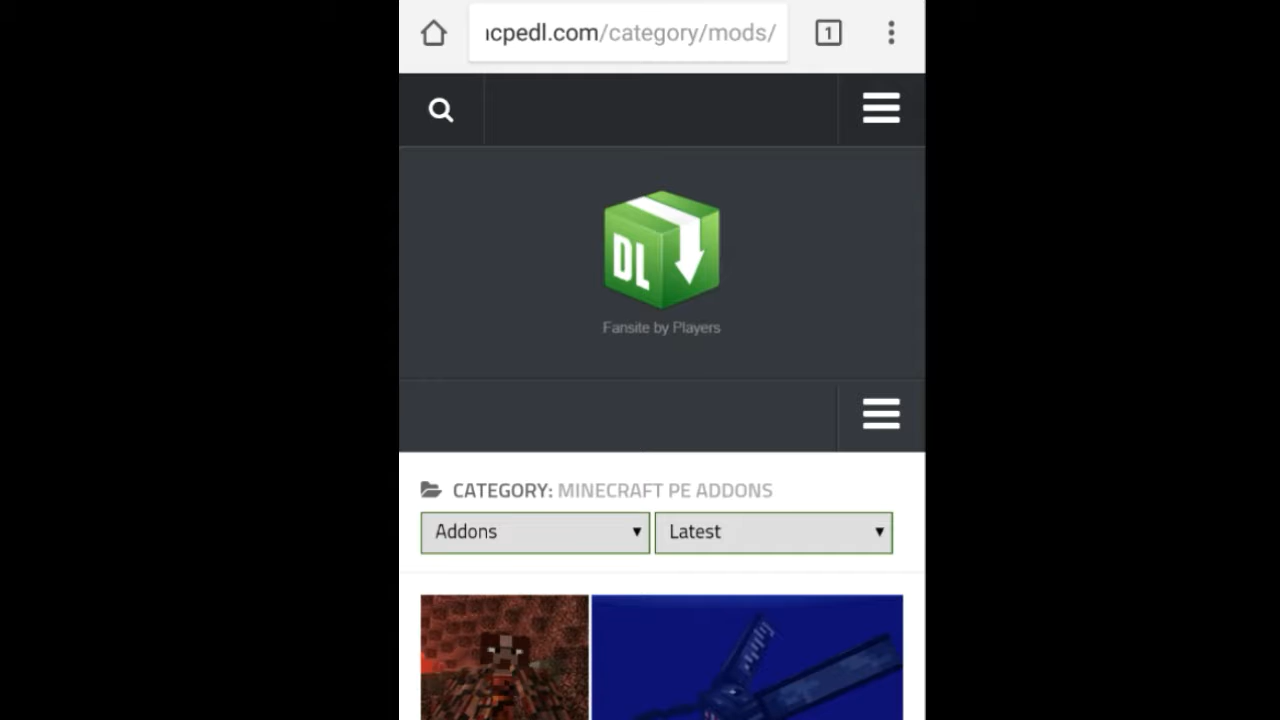 cpedl.com/category/mods/
1
DL
Fansite by Players
CATEGORY: MINECRAFT PE ADDONS
Addons
Latest